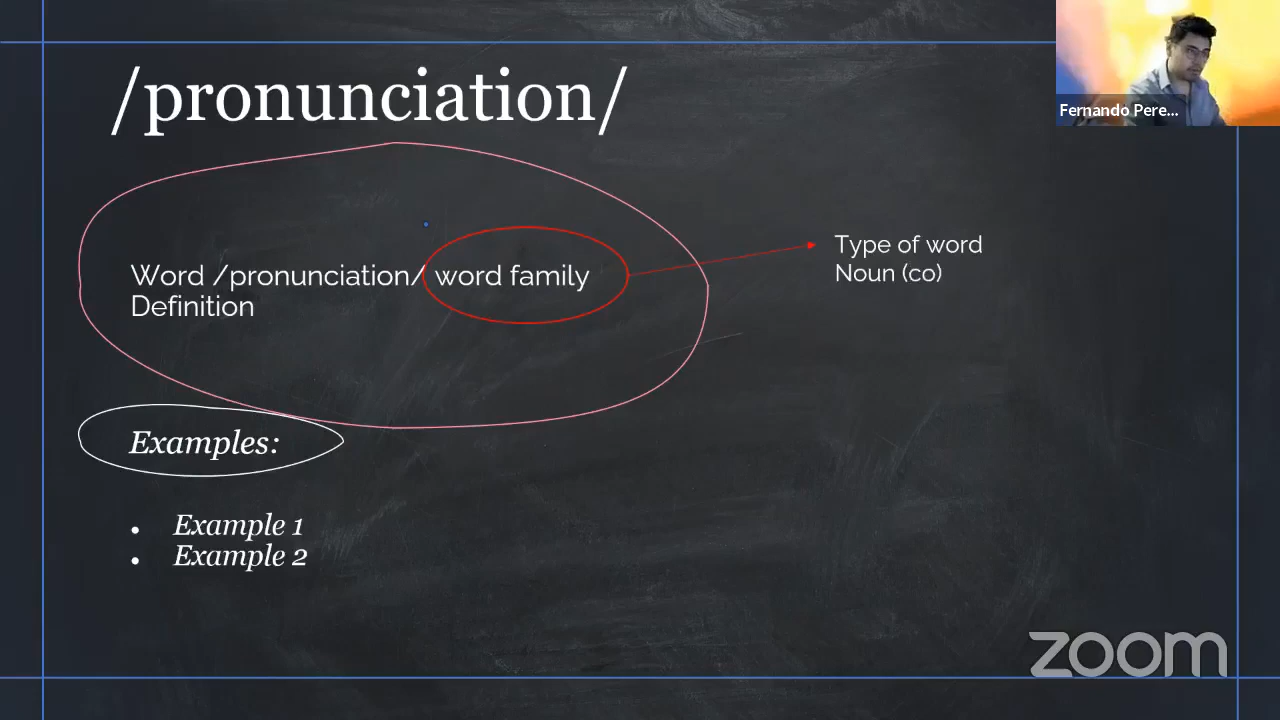 /pronunciation/
Fernando Pere...
Word /pronunciation/ word family
Definition
Type of word
Noun (co)
Examples:
• Example 1
• Example 2
zoom